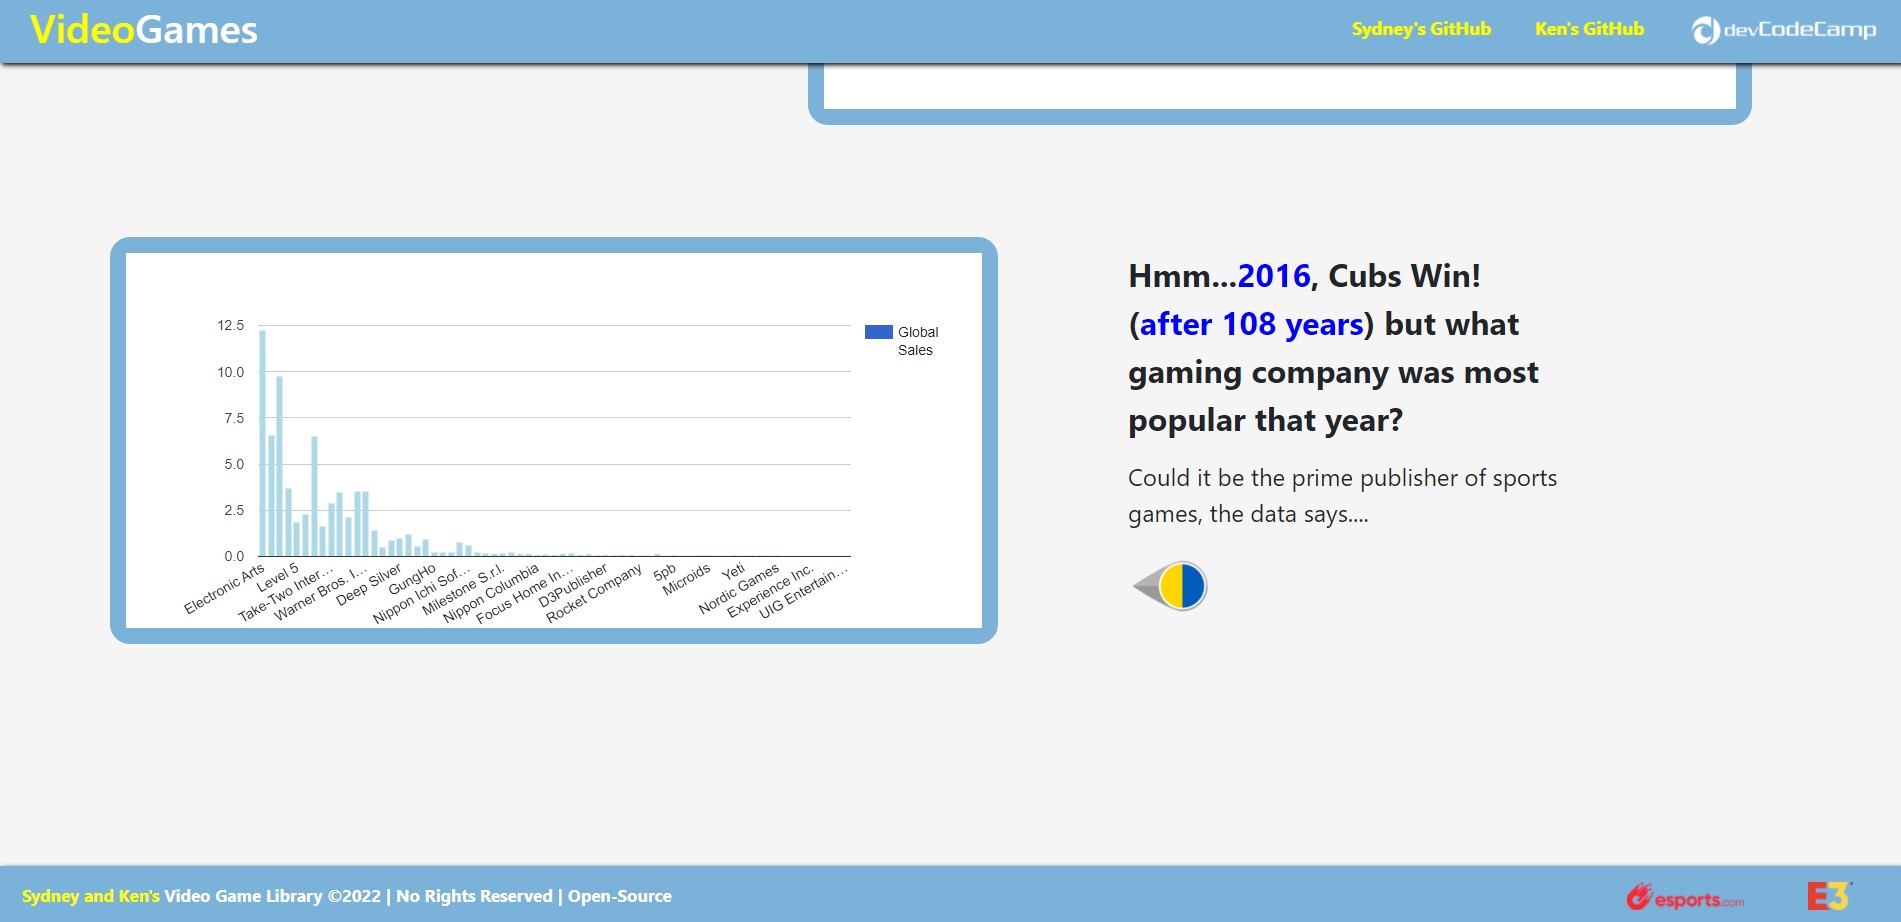 VideoGames
Sydney's GitHub
Ken's GitHub
devCodeCamp
12.5
10.0
7.5
5.0
2.5
0.0
Global
Sales
Electronic Arts
Level 5
Take-Two Inter…
Warner Bros. I…
Deep Silver
GungHo
Nippon Ichi Sof…
Milestone S.r.l.
Nippon Columbia
Focus Home In…
D3Publisher
Rocket Company
5pb
Microids
Yeti
Nordic Games
Experience Inc.
UIG Entertain…
Hmm...2016, Cubs Win!
(after 108 years) but what
gaming company was most
popular that year?
Could it be the prime publisher of sports
games, the data says....
Sydney and Ken's Video Game Library ©2022 | No Rights Reserved | Open-Source
esports.com
E3